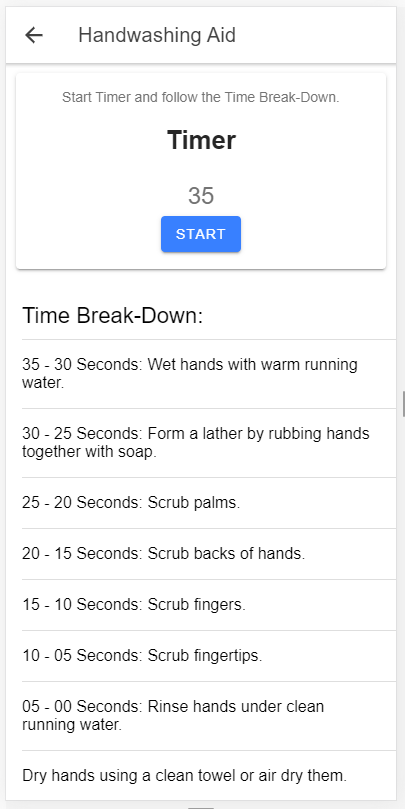 Handwashing Aid
Start Timer and follow the Time Break-Down.
Timer
35
START
Time Break-Down:
35 - 30 Seconds: Wet hands with warm running
water.
30 - 25 Seconds: Form a lather by rubbing hands
together with soap.
25 - 20 Seconds: Scrub palms.
20 - 15 Seconds: Scrub backs of hands.
15 - 10 Seconds: Scrub fingers.
10 - 05 Seconds: Scrub fingertips.
05 - 00 Seconds: Rinse hands under clean
running water.
Dry hands using a clean towel or air dry them.